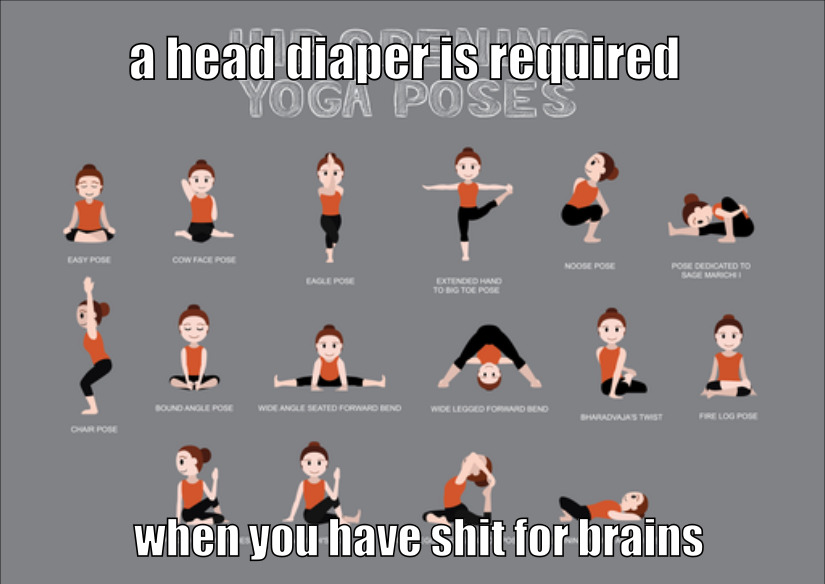 HIP OPENING
a head diaper is required
YOGA POSES
EASY POSE
COW FACE POSE
EAGLE POSE
EXTENDED HAND
TO BIG TOE POSE
NOOSE POSE
POSE DEDICATED TO
SAGE MARICHI I
CHAIR POSE
BOUND ANGLE POSE
WIDE ANGLE SEATED FORWARD BEND
WIDE LEGGED FORWARD BEND
BHARADVAJA'S TWIST
FIRE LOG POSE
when you have shit for brains